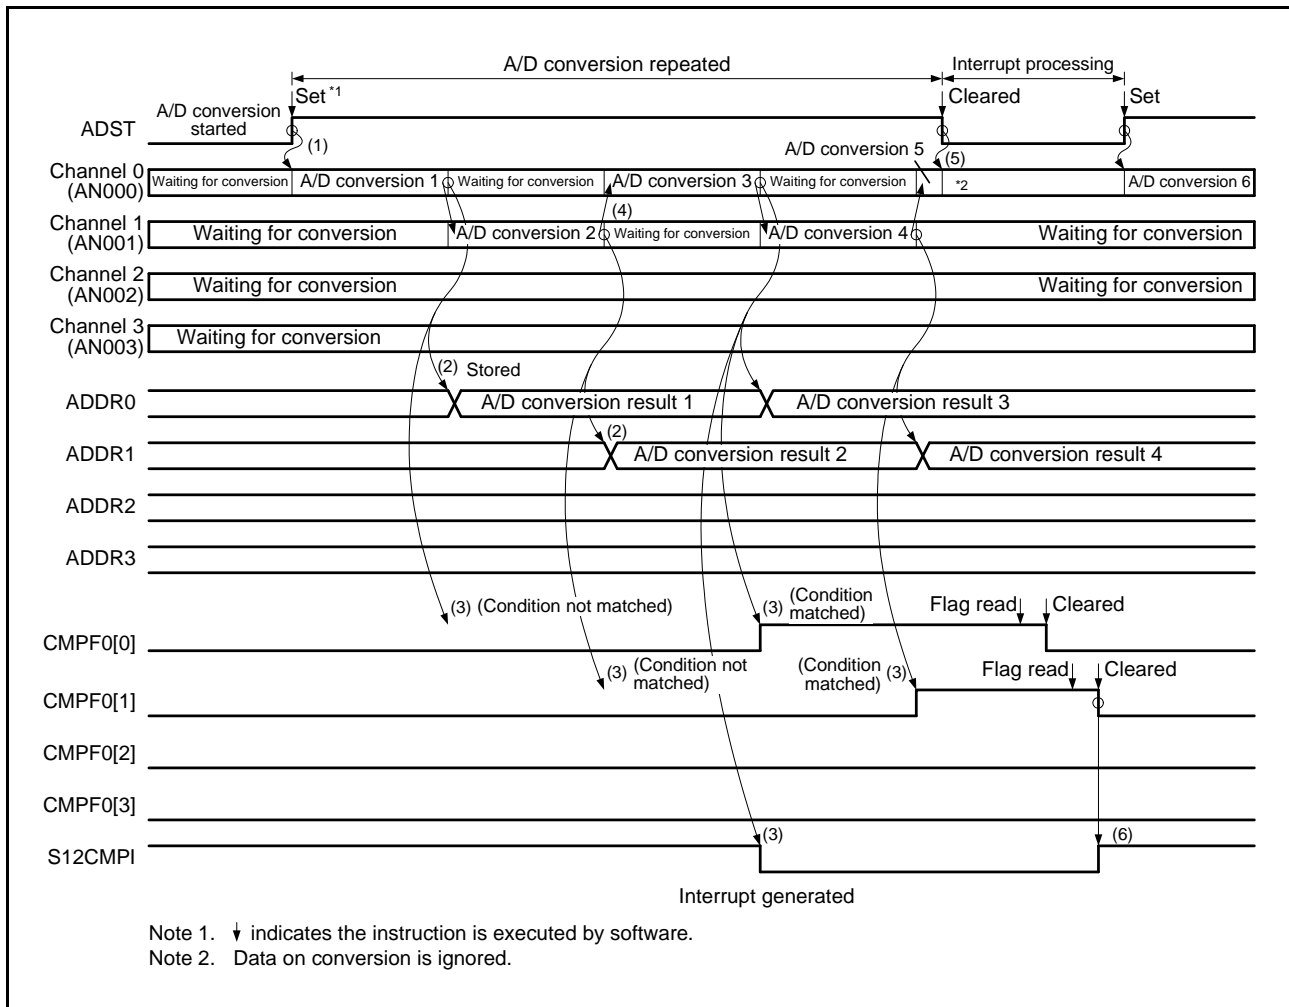 A/D conversion repeated
Interrupt processing
Set *1
Cleared
Set
A/D conversion
started
ADST
(1)
A/D conversion 5
(5)
Channel 0
(AN000)
Waiting for conversion
A/D conversion 1
Waiting for conversion
A/D conversion 3
Waiting for conversion
*2
A/D conversion 6
(4)
Channel 1
(AN001)
Waiting for conversion
A/D conversion 2
Waiting for conversion
A/D conversion 4
Waiting for conversion
Channel 2
(AN002)
Waiting for conversion
Waiting for conversion
Channel 3
(AN003)
Waiting for conversion
(2) Stored
ADDR0
A/D conversion result 1
A/D conversion result 3
(2)
ADDR1
A/D conversion result 2
A/D conversion result 4
ADDR2
ADDR3
(3) (Condition not matched)
(3) (Condition
matched)
Flag read
Cleared
CMPF0[0]
(3) (Condition not
matched)
(Condition
matched) (3)
Flag read
Cleared
CMPF0[1]
CMPF0[2]
CMPF0[3]
(3)
(6)
S12CMPI
Interrupt generated
Note 1. indicates the instruction is executed by software.
Note 2. Data on conversion is ignored.